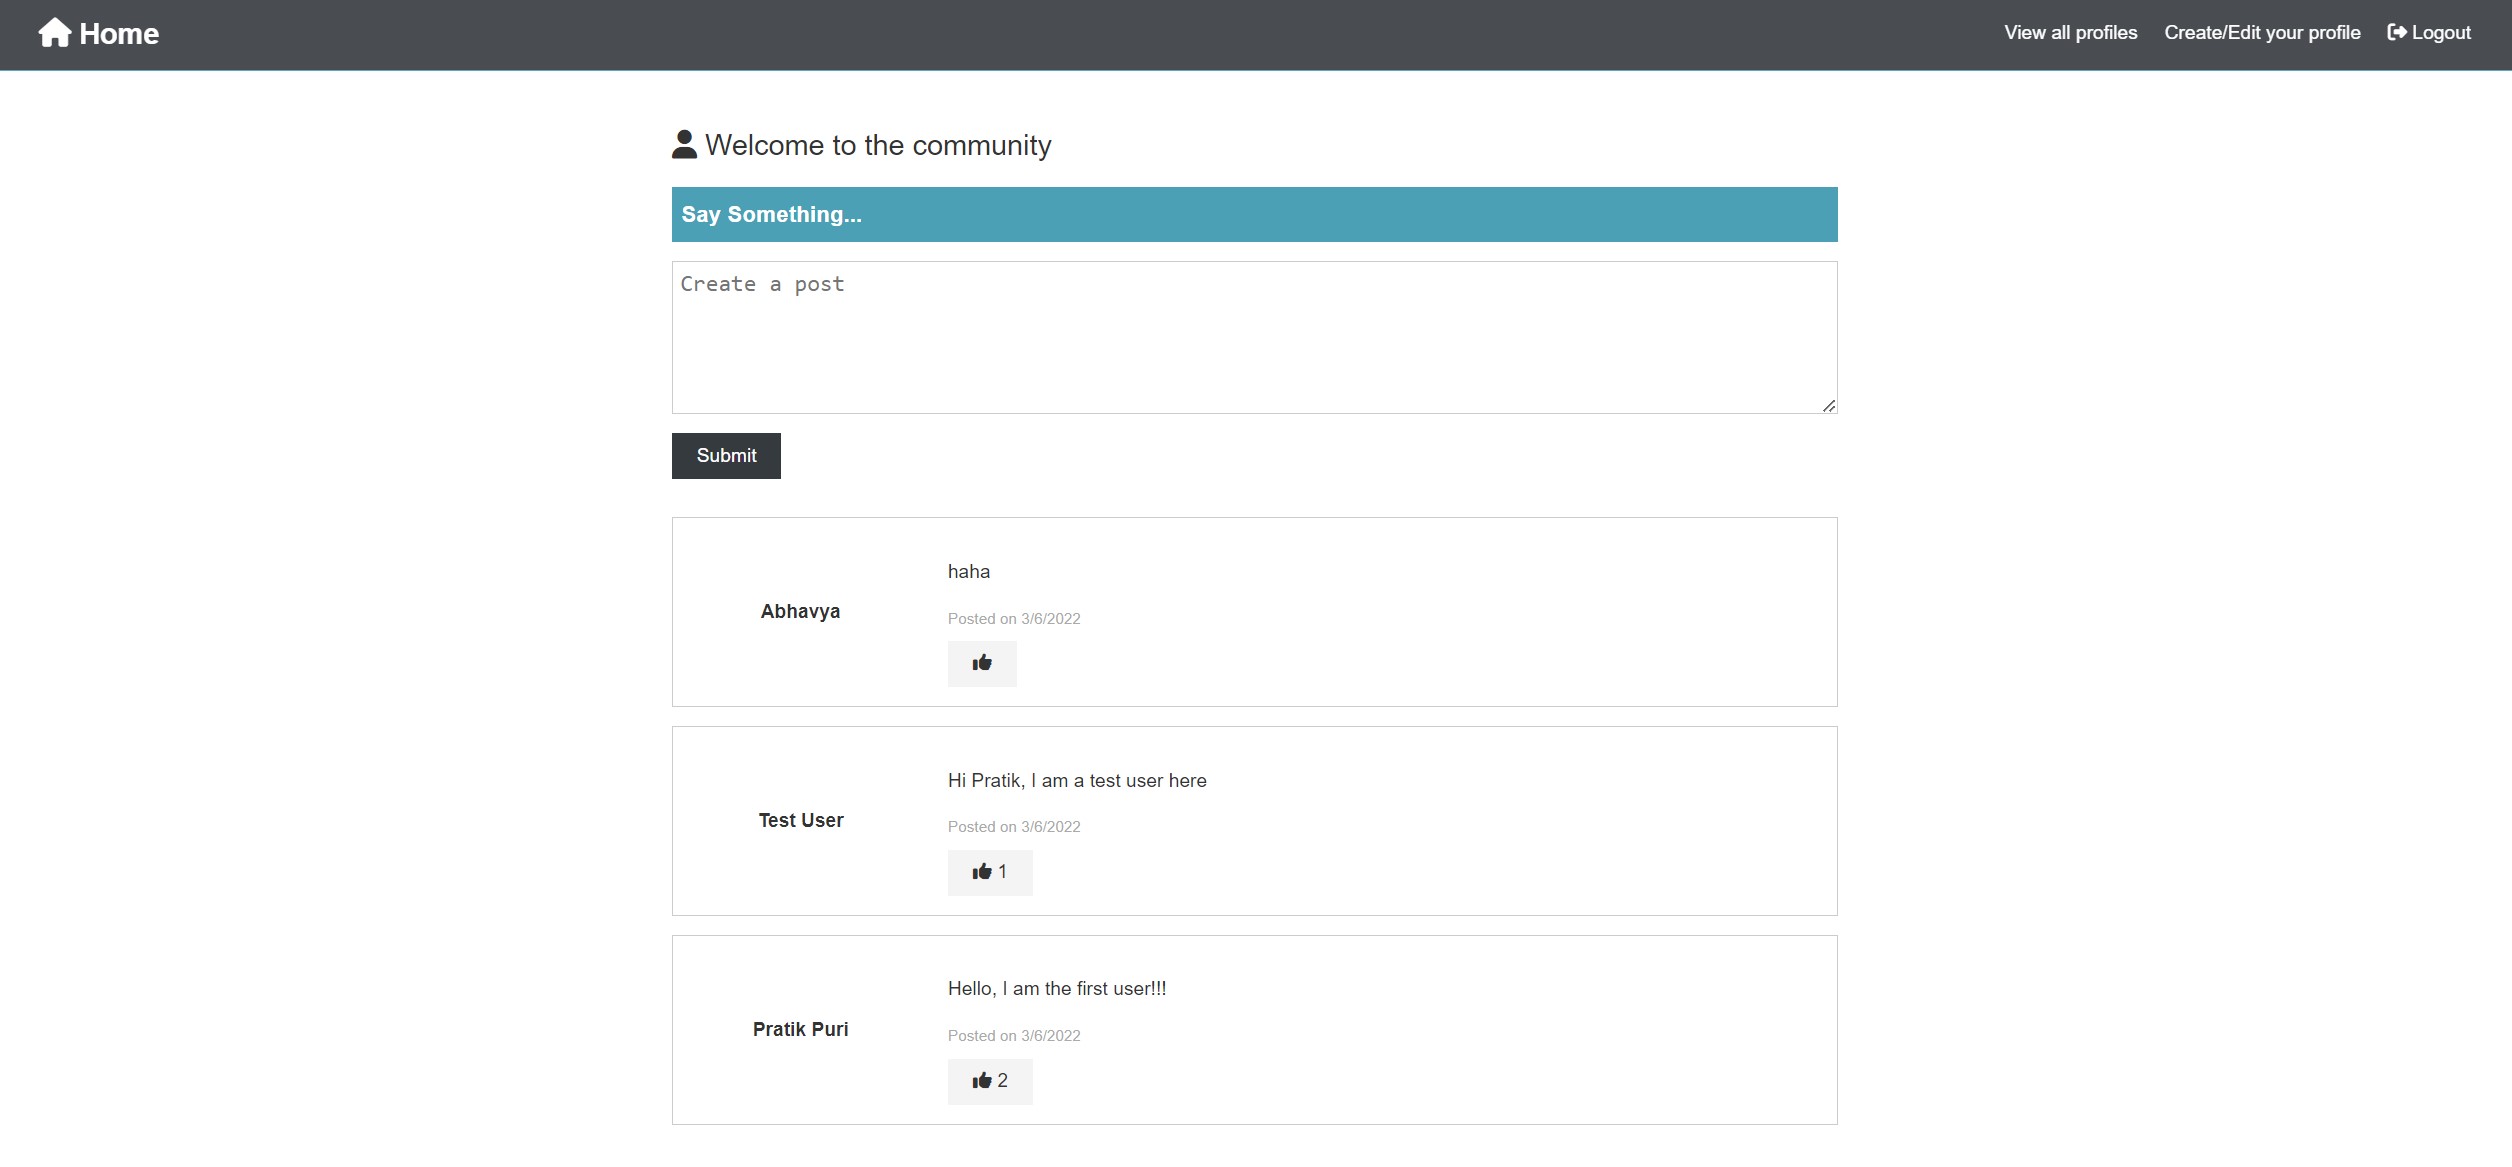 Home
View all profiles
Create/Edit your profile
Logout
Welcome to the community
Say Something...
Create a post
Submit
haha
Abhavya
Posted on 3/6/2022
Hi Pratik, I am a test user here
Test User
Posted on 3/6/2022
1
Hello, I am the first user!!!
Pratik Puri
Posted on 3/6/2022
2